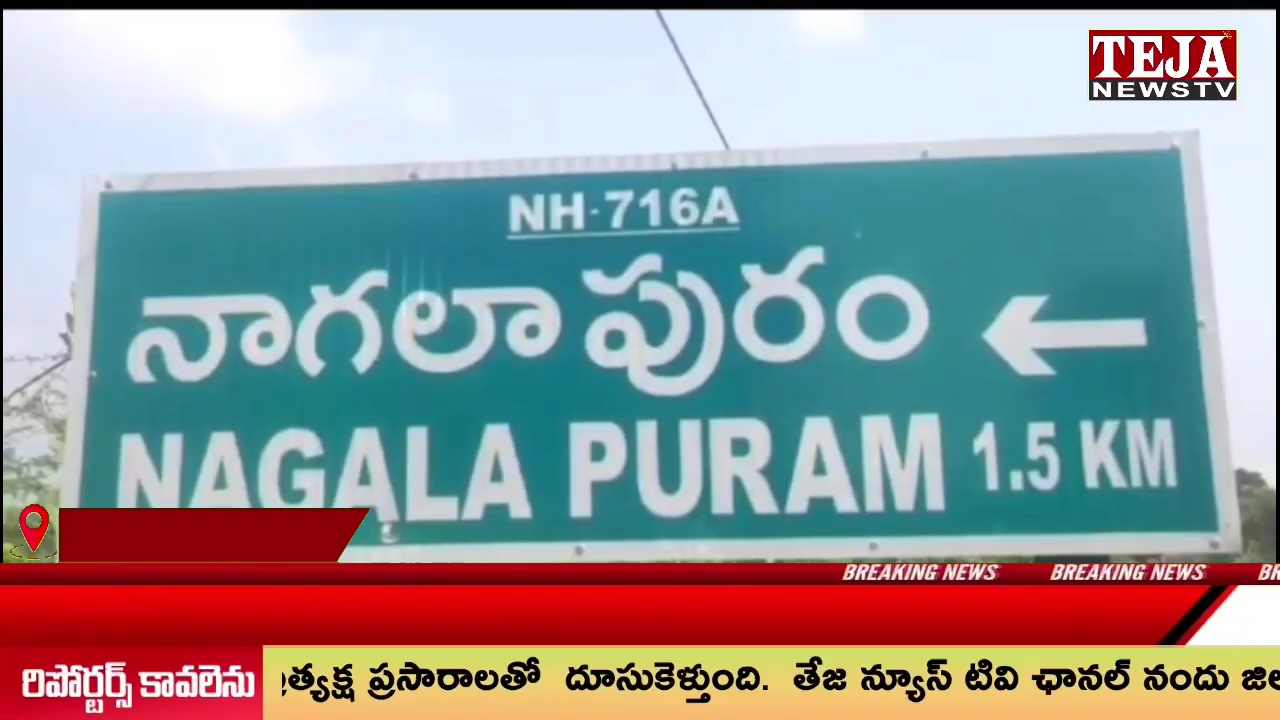 TEJA
NEWSTV
NH-716A
నాగలా పురం
NAGALA PURAM 1.5 KM
BREAKING NEWS BREAKING NEWS
రిపోర్టర్స్ కావలెను
ప్రసారాలతో దూసుకెళ్తుంది. తేజ న్యూస్ టివి ఛానల్ నందు